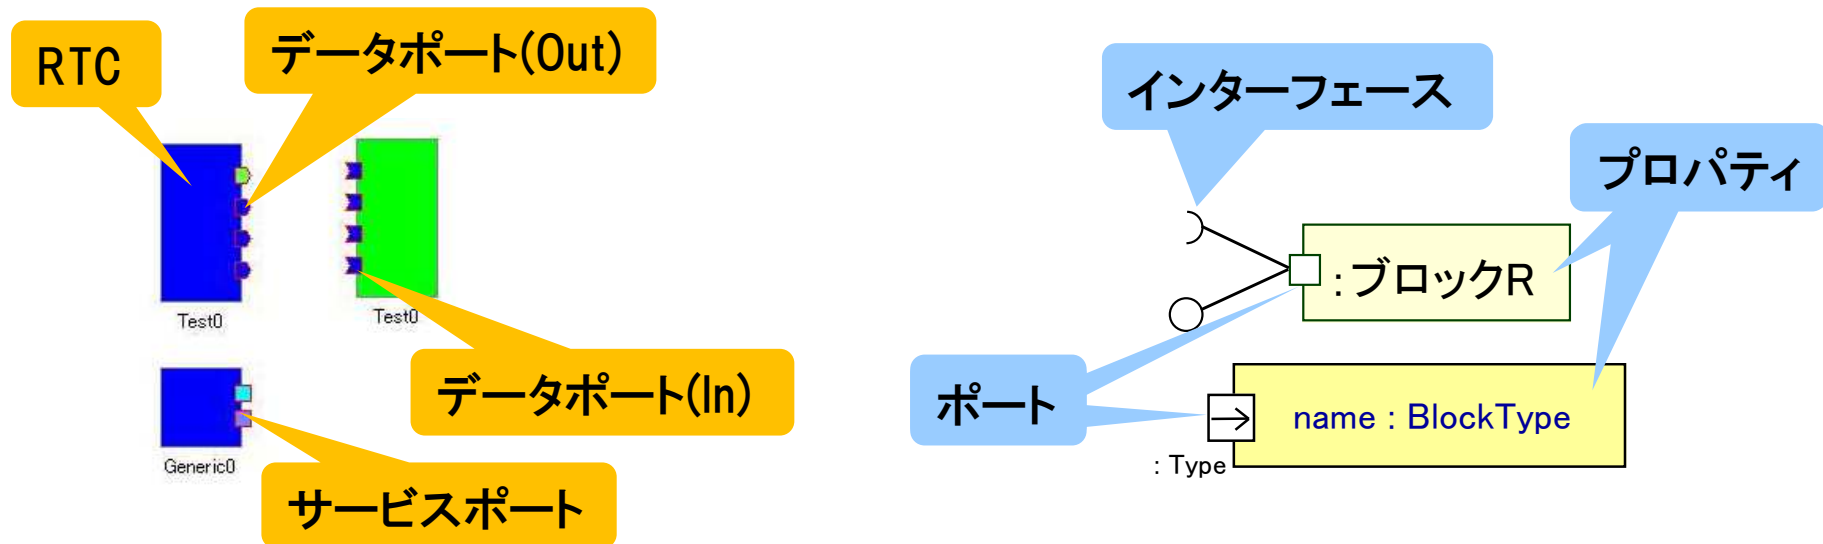 RTC
データポート(Out)
Test0
Test0
データポート(In)
Generic0
サービスポート
インターフェース
プロパティ
: ブロックR
ポート
name : BlockType
: Type